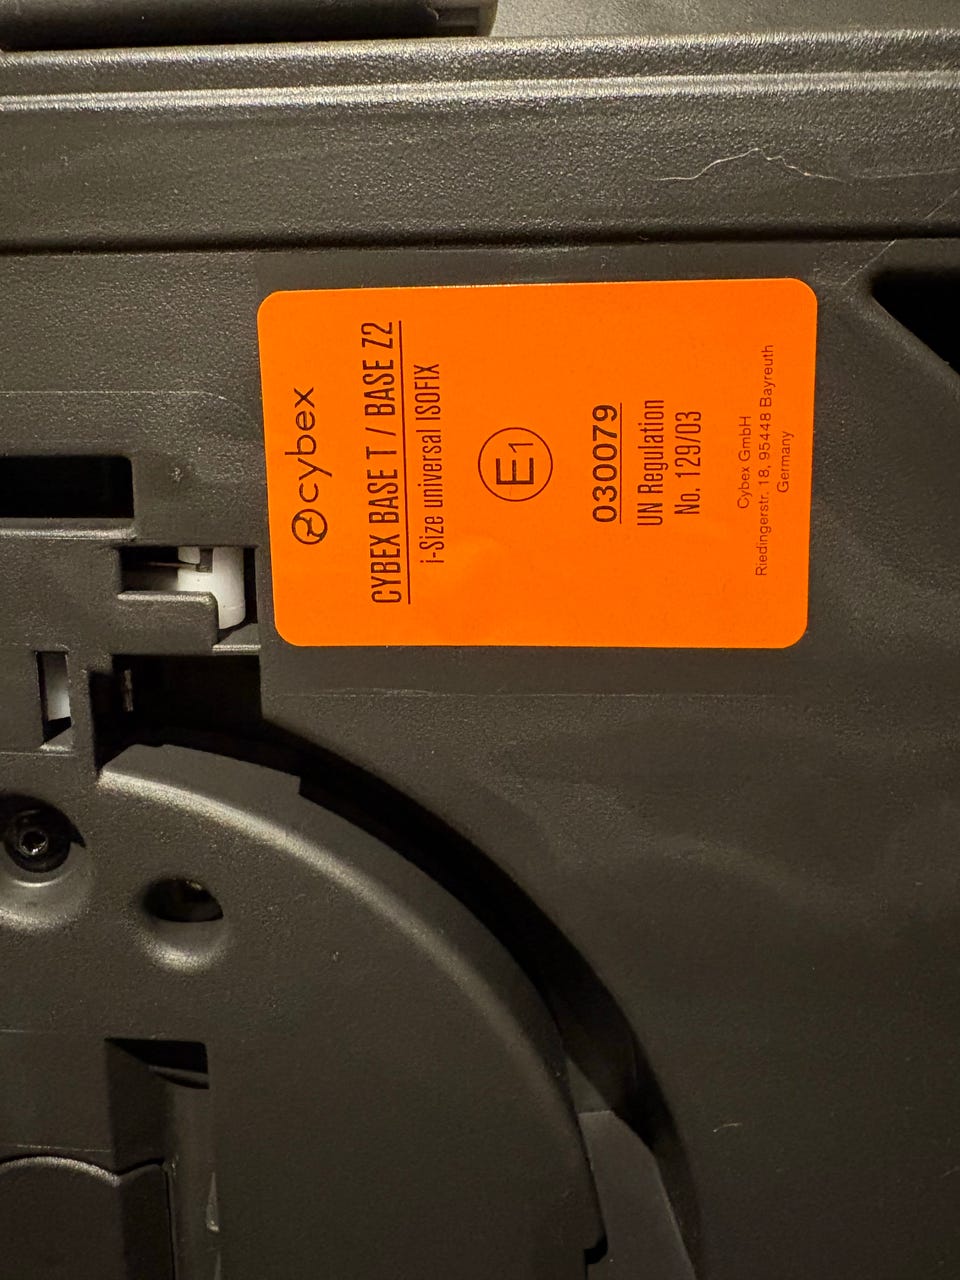 cybex
CYBEX BASE T / BASE Z2
i-Size universal ISOFIX
E1
030079
UN Regulation
No. 129/03
Cybex GmbH
Riedingerstr. 18, 95448 Bayreuth
Germany